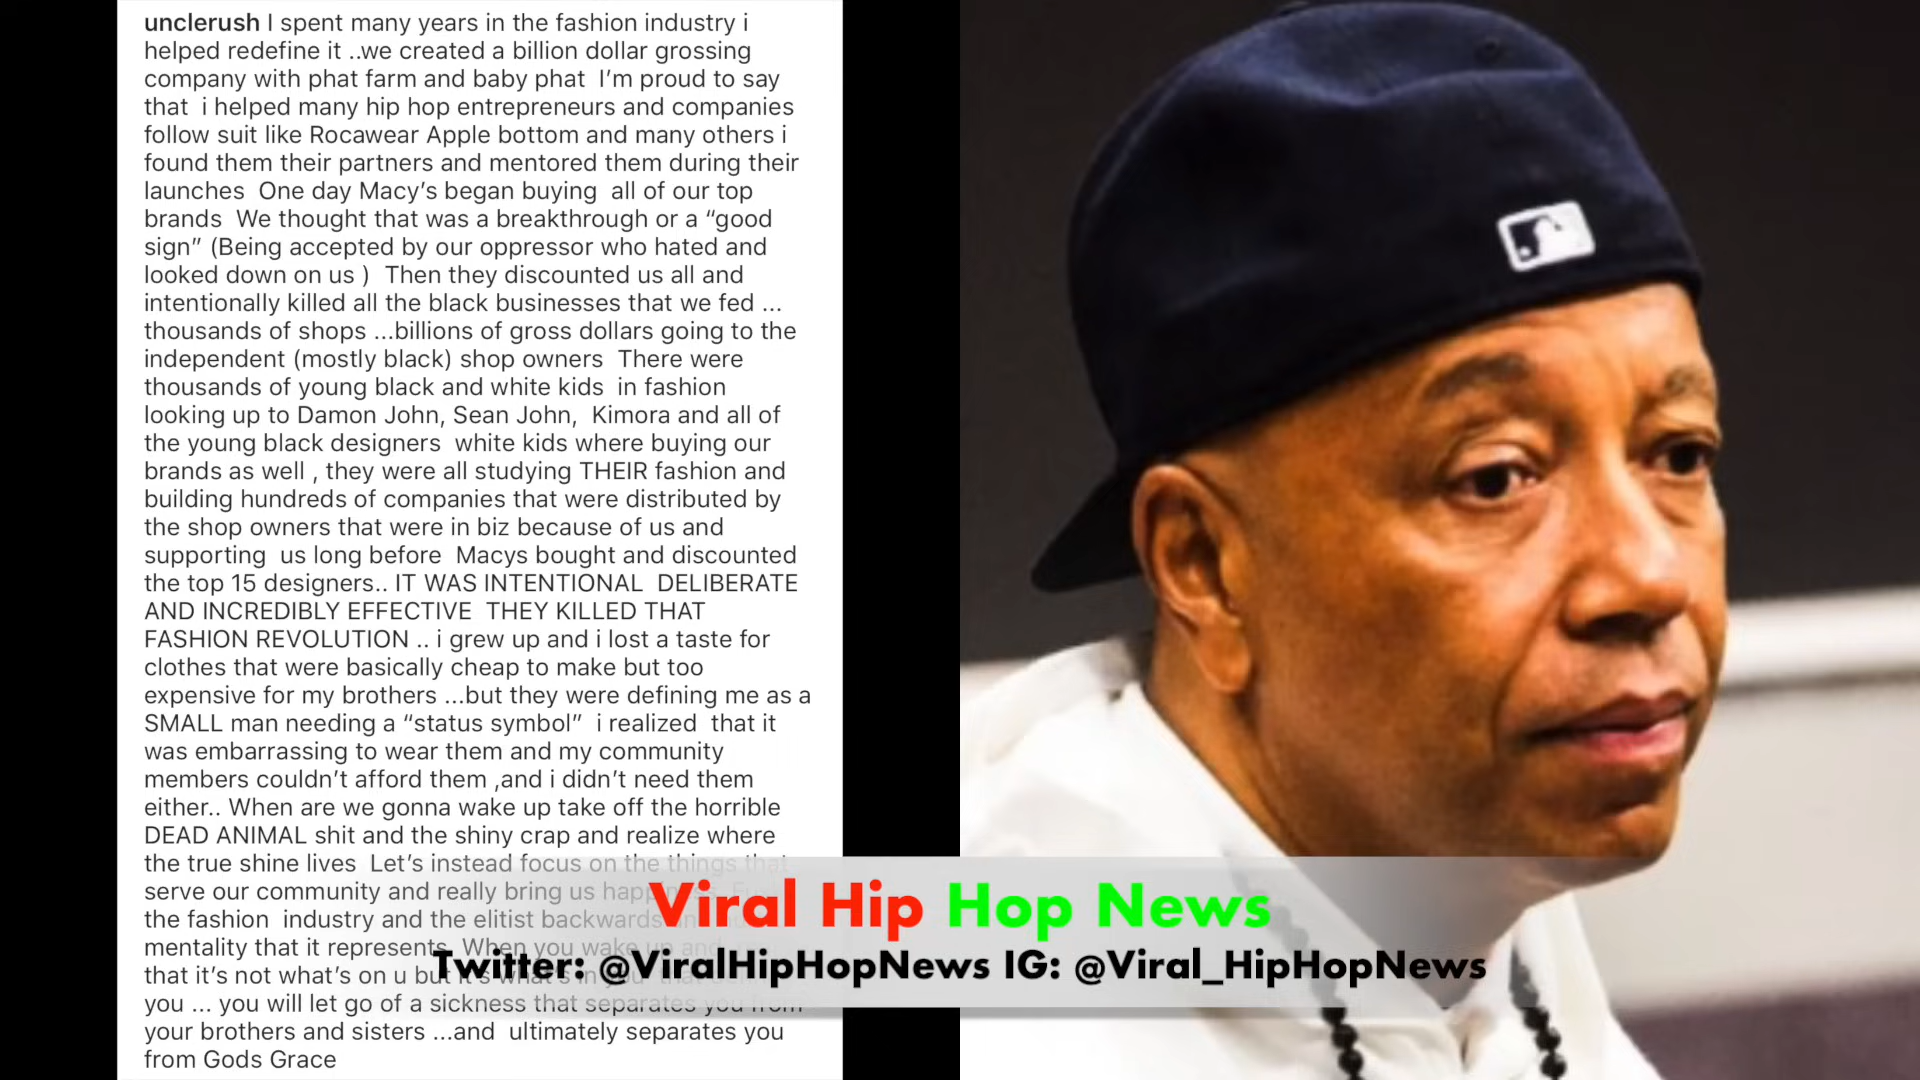 unclerush I spent many years in the fashion industry i
helped redefine it ..we created a billion dollar grossing
company with phat farm and baby phat I'm proud to say
that i helped many hip hop entrepreneurs and companies
follow suit like Rocawear Apple bottom and many others i
found them their partners and mentored them during their
launches One day Macy's began buying all of our top
brands We thought that was a breakthrough or a “good
sign” (Being accepted by our oppressor who hated and
looked down on us ) Then they discounted us all and
intentionally killed all the black businesses that we fed ...
thousands of shops ...billions of gross dollars going to the
independent (mostly black) shop owners There were
thousands of young black and white kids in fashion
looking up to Damon John, Sean John, Kimora and all of
the young black designers white kids where buying our
brands as well , they were all studying THEIR fashion and
building hundreds of companies that were distributed by
the shop owners that were in biz because of us and
supporting us long before Macys bought and discounted
the top 15 designers.. IT WAS INTENTIONAL DELIBERATE
AND INCREDIBLY EFFECTIVE THEY KILLED THAT
FASHION REVOLUTION .. i grew up and i lost a taste for
clothes that were basically cheap to make but too
expensive for my brothers ...but they were defining me as a
SMALL man needing a “status symbol” i realized that it
was embarrassing to wear them and my community
members couldn't afford them ,and i didn't need them
either.. When are we gonna wake up take off the horrible
DEAD ANIMAL shit and the shiny crap and realize where
the true shine lives Let's instead focus on the things that
serve our community and really bring us
the fashion industry and the elitist backwards
mentality that it represents. When you wake up and
that it's not what's on u but it's what's in you that
you ... you will let go of a sickness that separates you from
your brothers and sisters ...and ultimately separates you
from Gods Grace
Viral Hip Hop News
Twitter: @ViralHipHopNews IG: @Viral_HipHopNews